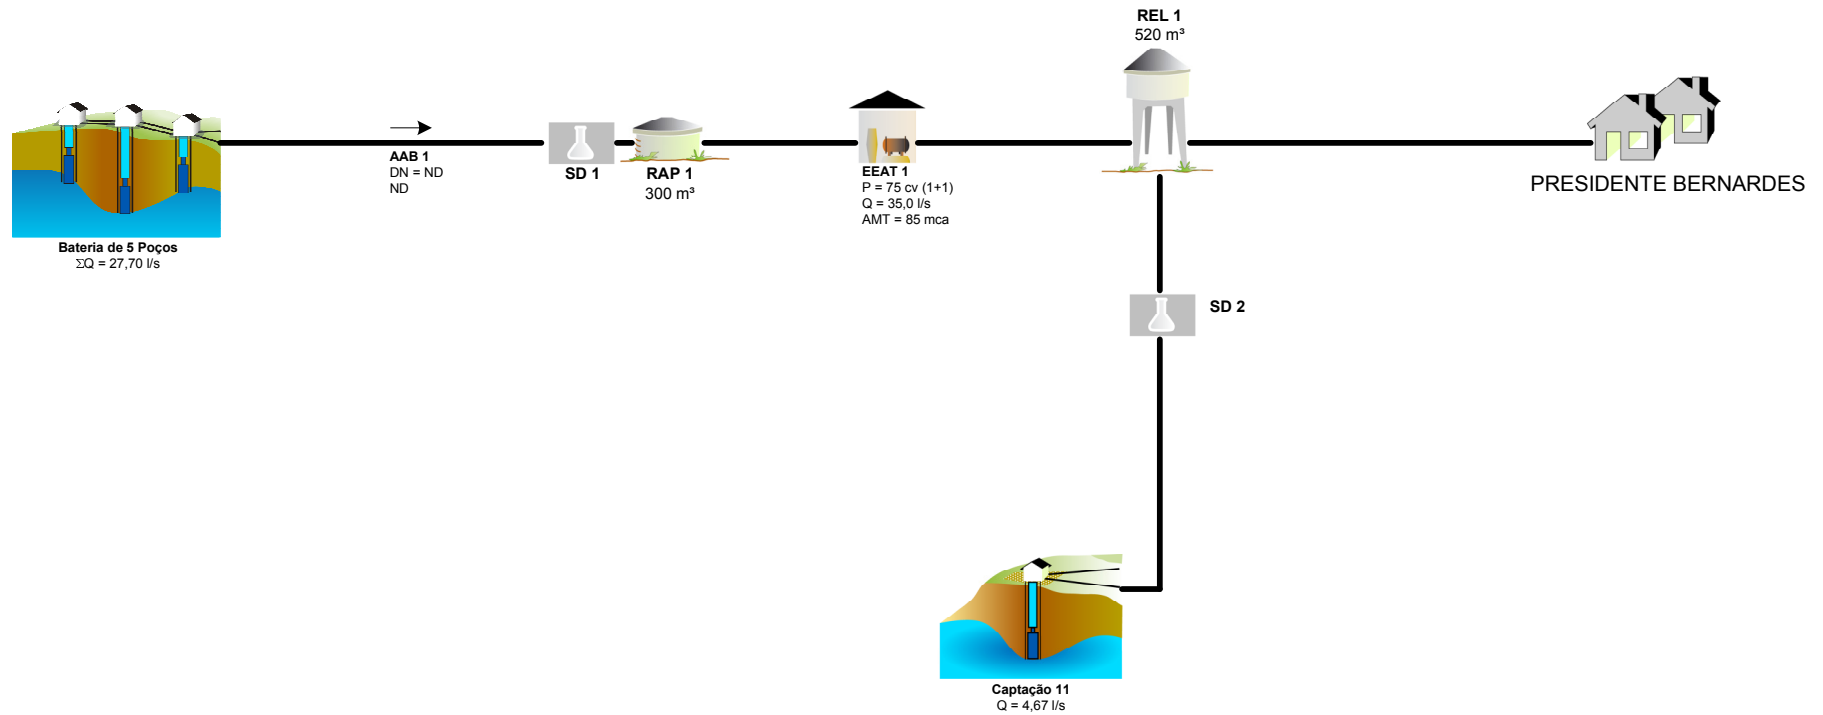 REL 1
520 m³
AAB 1
DN = ND
ND
SD 1
RAP 1
300 m³
EEAT 1
P = 75 cv (1+1)
Q = 35,0 l/s
AMT = 85 mca
PRESIDENTE BERNARDES
Bateria de 5 Poços
ΣQ = 27,70 l/s
SD 2
Captação 11
Q = 4,67 l/s